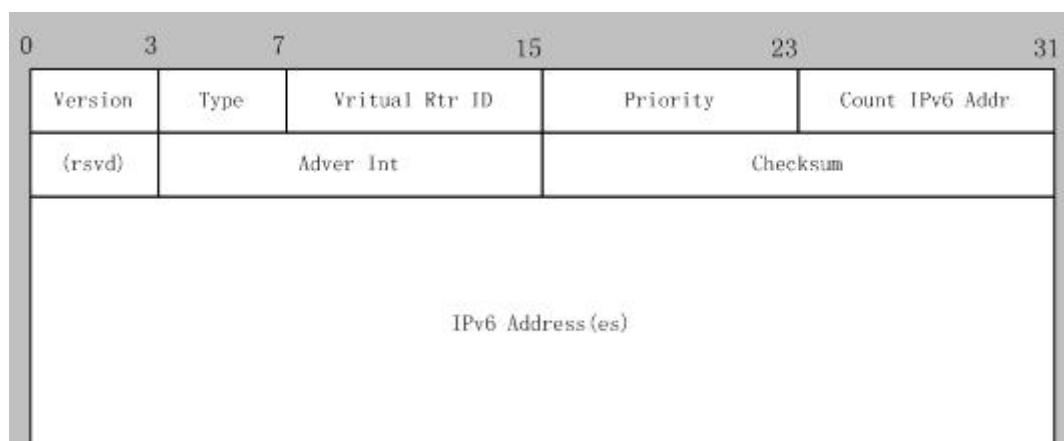 0 3 7 15 23 31
Version Type Vritual Rtr ID Priority Count IPv6 Addr
(rsvd) Adver Int Checksum
IPv6 Address(es)